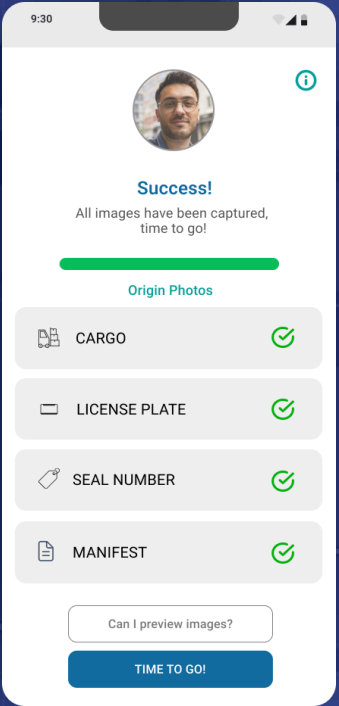 9:30
Success!
All images have been captured,
time to go!
Origin Photos
CARGO
LICENSE PLATE
SEAL NUMBER
MANIFEST
Can I preview images?
TIME TO GO!